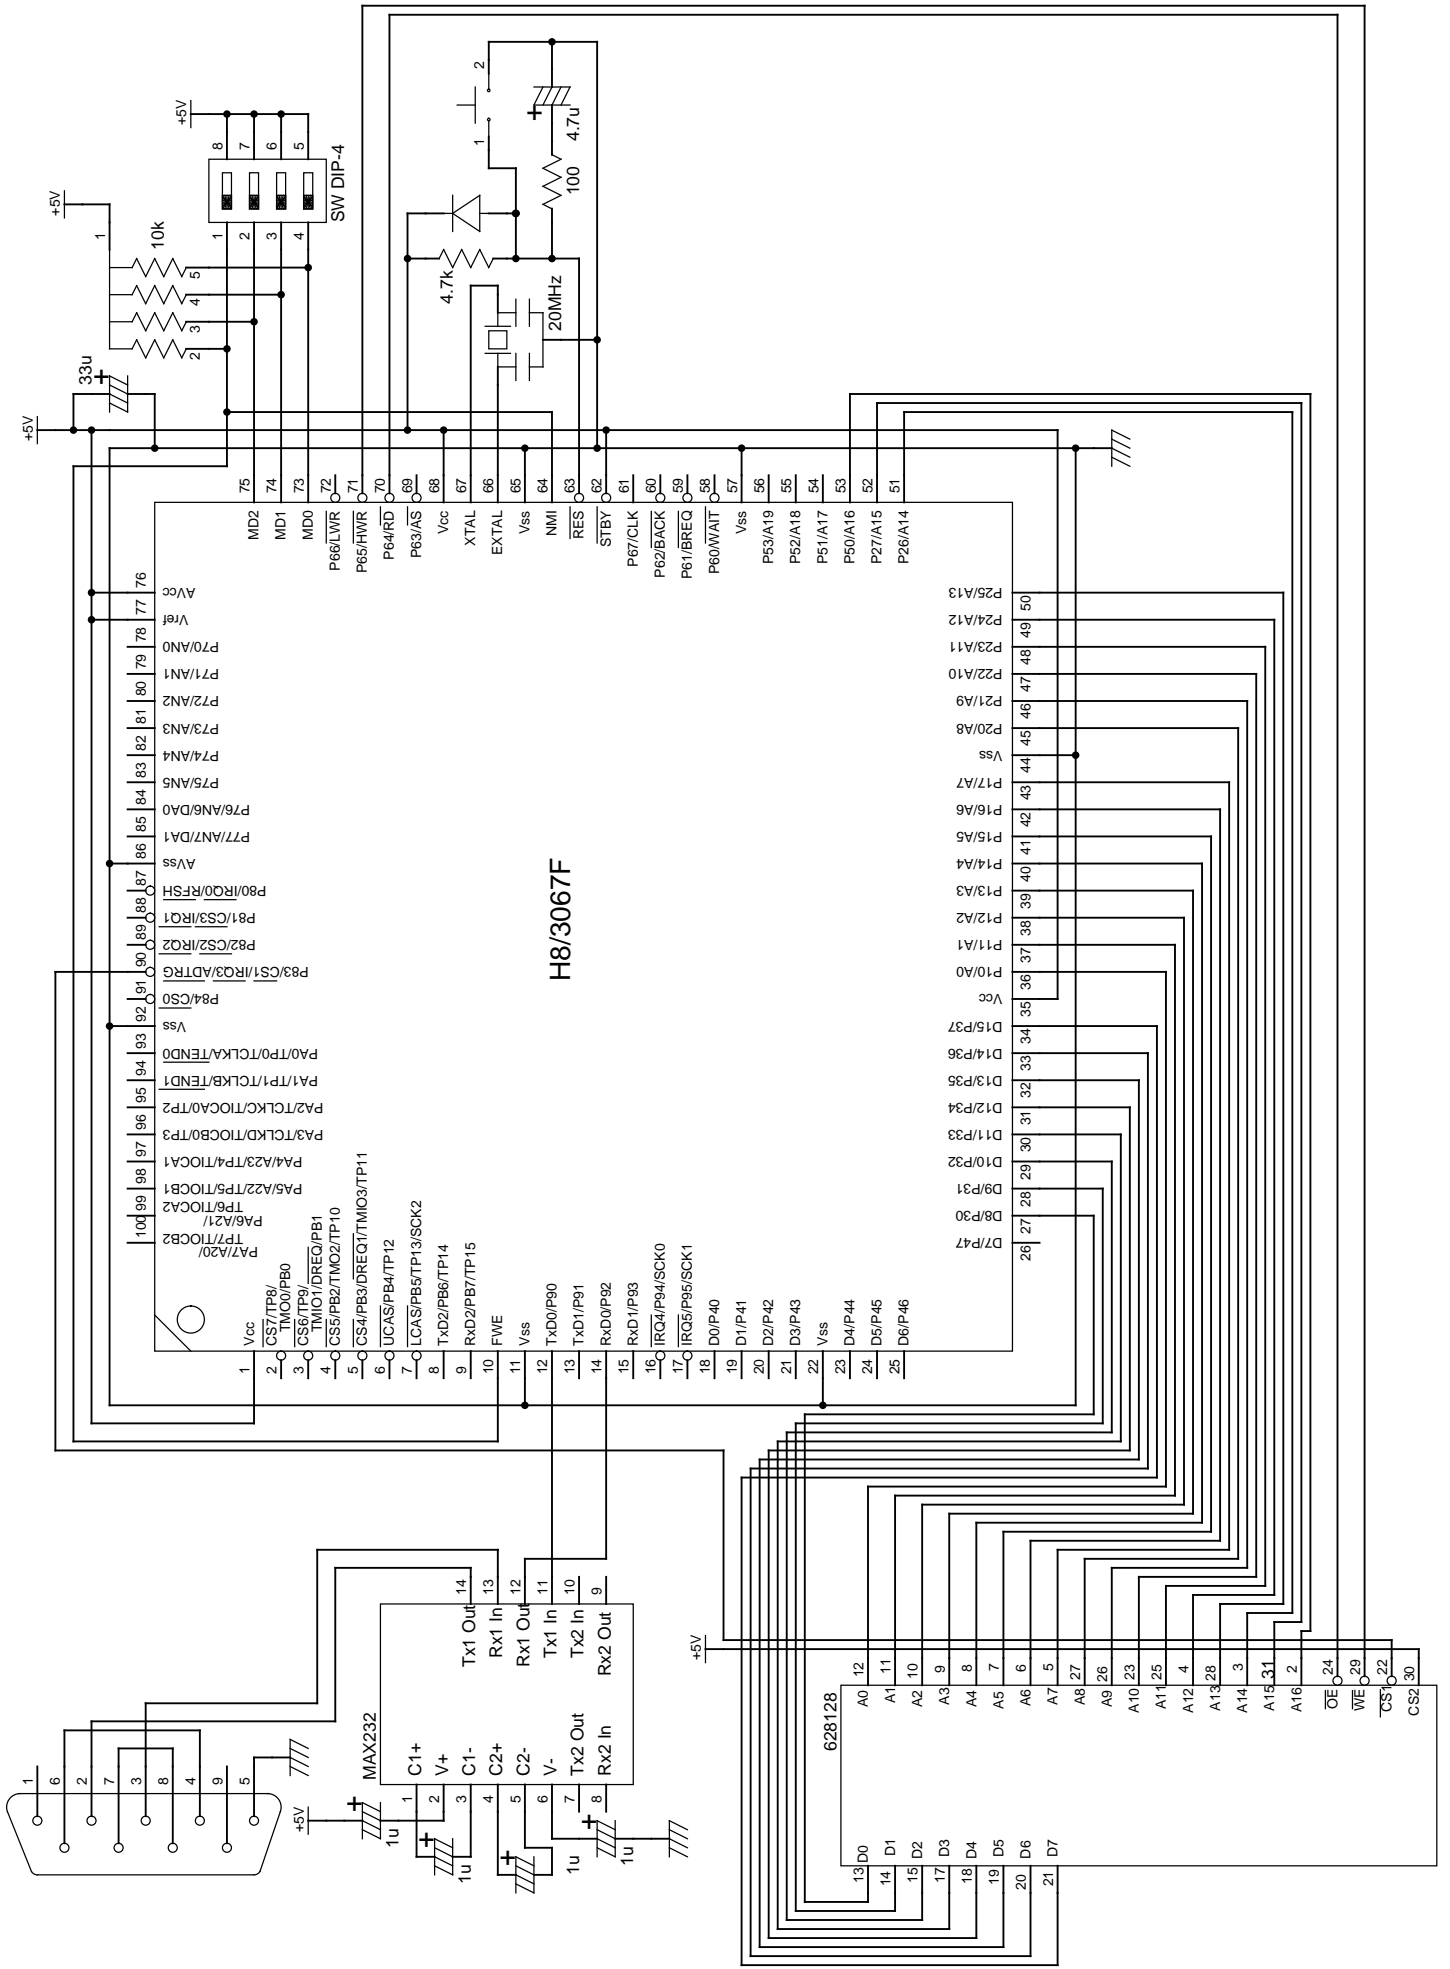 +5V
+5V
+5V
33u
10k
1
2
3
4
5
SW DIP-4
8
7
6
5
1
2
3
4
4.7k
20MHz
1
2
4.7u
100
H8/3067F
75 MD2
74 MD1
73 MD0
72 P66/LWR
71 P65/HWR
70 P64/RD
69 P63/AS
68 Vcc
67 XTAL
66 EXTAL
65 Vss
64 NMI
63 RES
62 STBY
61 P67/CLK
60 P62/BACK
59 P61/BREQ
58 P60/WAIT
57 Vss
56 P53/A19
55 P52/A18
54 P51/A17
53 P50/A16
52 P27/A15
51 P26/A14
76 AVcc
77 Vref
78 P70/AN0
79 P71/AN1
80 P72/AN2
81 P73/AN3
82 P74/AN4
83 P75/AN5
84 P76/AN6/DA0
85 P77/AN7/DA1
86 AVss
87 P80/IRQ0/RFSH
88 P81/CS3/IRQ1
89 P82/CS2/IRQ2
90 P83/CS1/IRQ3/ADTRG
91 P84/CS0
92 Vss
93 PA0/TP0/TCLKA/TEND0
94 PA1/TP1/TCLKB/TEND1
95 PA2/TCLKC/TIOCA0/TP2
96 PA3/TCLKD/TIOCB0/TP3
97 PA4/A23/TP4/TIOCA1
98 PA5/A22/TP5/TIOCB1
99 PA6/A21/
TP6/TIOCA2
100 PA7/A20/
TP7/TIOCB2
50 P25/A13
49 P24/A12
48 P23/A11
47 P22/A10
46 P21/A9
45 P20/A8
44 Vss
43 P17/A7
42 P16/A6
41 P15/A5
40 P14/A4
39 P13/A3
38 P12/A2
37 P11/A1
36 P10/A0
35 Vcc
34 D15/P37
33 D14/P36
32 D13/P35
31 D12/P34
30 D11/P33
29 D10/P32
28 D9/P31
27 D8/P30
26 D7/P47
1 Vcc
2 CS7/TP8/
TMO0/PB0
3 CS6/TP9/
TMIO1/DREQ/PB1
4 CS5/PB2/TMO2/TP10
5 CS4/PB3/DREQ1/TMIO3/TP11
6 UCAS/PB4/TP12
7 LCAS/PB5/TP13/SCK2
8 TxD2/PB6/TP14
9 RxD2/PB7/TP15
10 FWE
11 Vss
12 TxD0/P90
13 TxD1/P91
14 RxD0/P92
15 RxD1/P93
16 IRQ4/P94/SCK0
17 IRQ5/P95/SCK1
18 D0/P40
19 D1/P41
20 D2/P42
21 D3/P43
22 Vss
23 D4/P44
24 D5/P45
25 D6/P46
MAX232
14 Tx1 Out
13 Rx1 In
12 Rx1 Out
11 Tx1 In
10 Tx2 In
9 Rx2 Out
1 C1+
2 V+
3 C1-
4 C2+
5 C2-
6 V-
7 Tx2 Out
8 Rx2 In
+5V
1u
1u
1u
1u
1
6
2
7
3
8
4
9
5
+5V
628128
12 A0
11 A1
10 A2
9 A3
8 A4
7 A5
6 A6
5 A7
27 A8
26 A9
23 A10
25 A11
4 A12
28 A13
3 A14
31 A15
2 A16
24 OE
29 WE
22 CS1
30 CS2
13 D0
14 D1
15 D2
17 D3
18 D4
19 D5
20 D6
21 D7